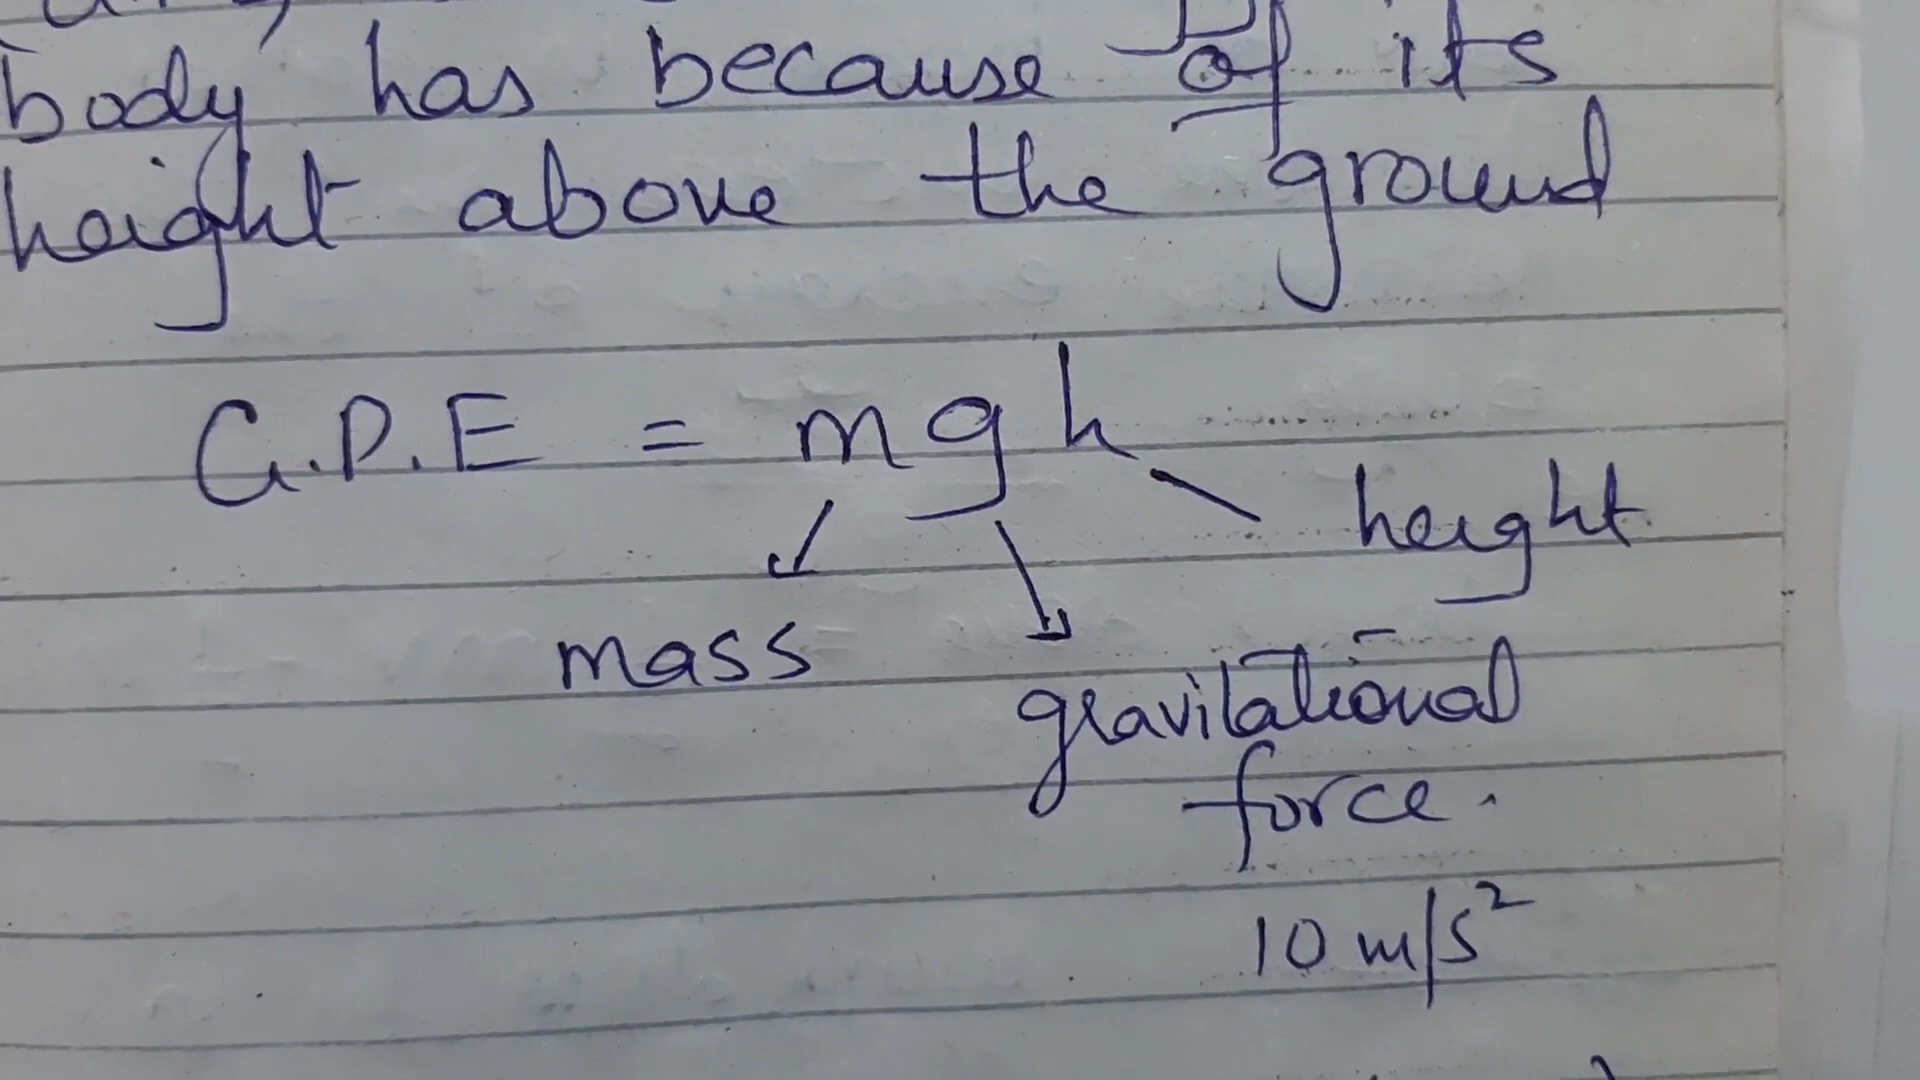 body has because of its
height above the ground
G.P.E = mgh
height
mass
gravitational
force.
10 m/s²